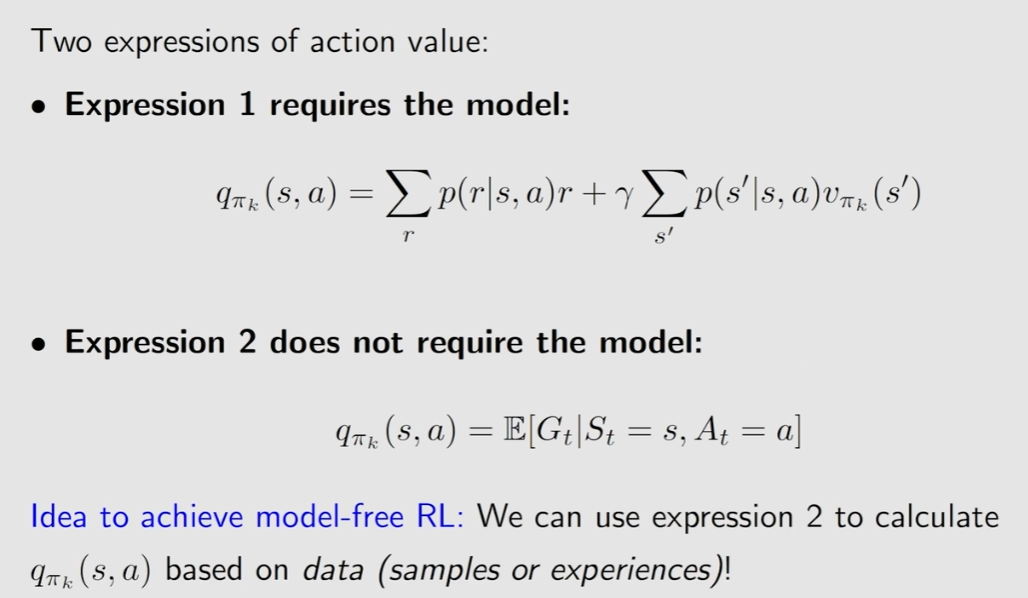 Two expressions of action value:
• Expression 1 requires the model:
$q_{\pi_k}(s, a) = \sum_{r} p(r|s, a)r + \gamma \sum_{s'} p(s'|s, a)v_{\pi_k}(s')$
• Expression 2 does not require the model:
$q_{\pi_k}(s, a) = \mathbb{E}[G_t|S_t = s, A_t = a]$
Idea to achieve model-free RL: We can use expression 2 to calculate
$q_{\pi_k}(s, a)$ based on data (samples or experiences)!